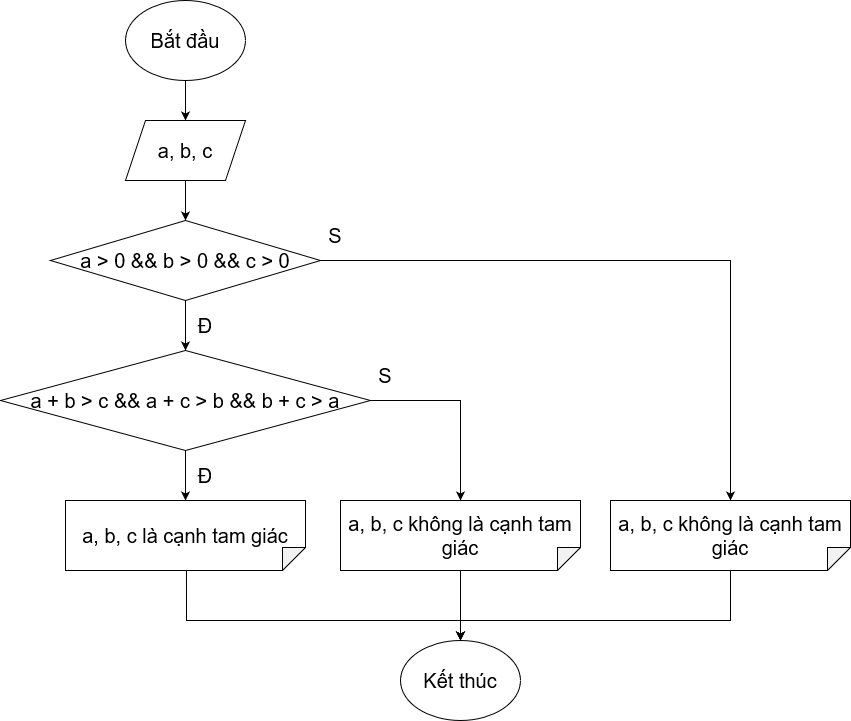 Bắt đầu
a, b, c
S
a > 0 && b > 0 && c > 0
Đ
S
a + b > c && a + c > b && b + c > a
Đ
a, b, c là cạnh tam giác
a, b, c không là cạnh tam
giác
a, b, c không là cạnh tam
giác
Kết thúc